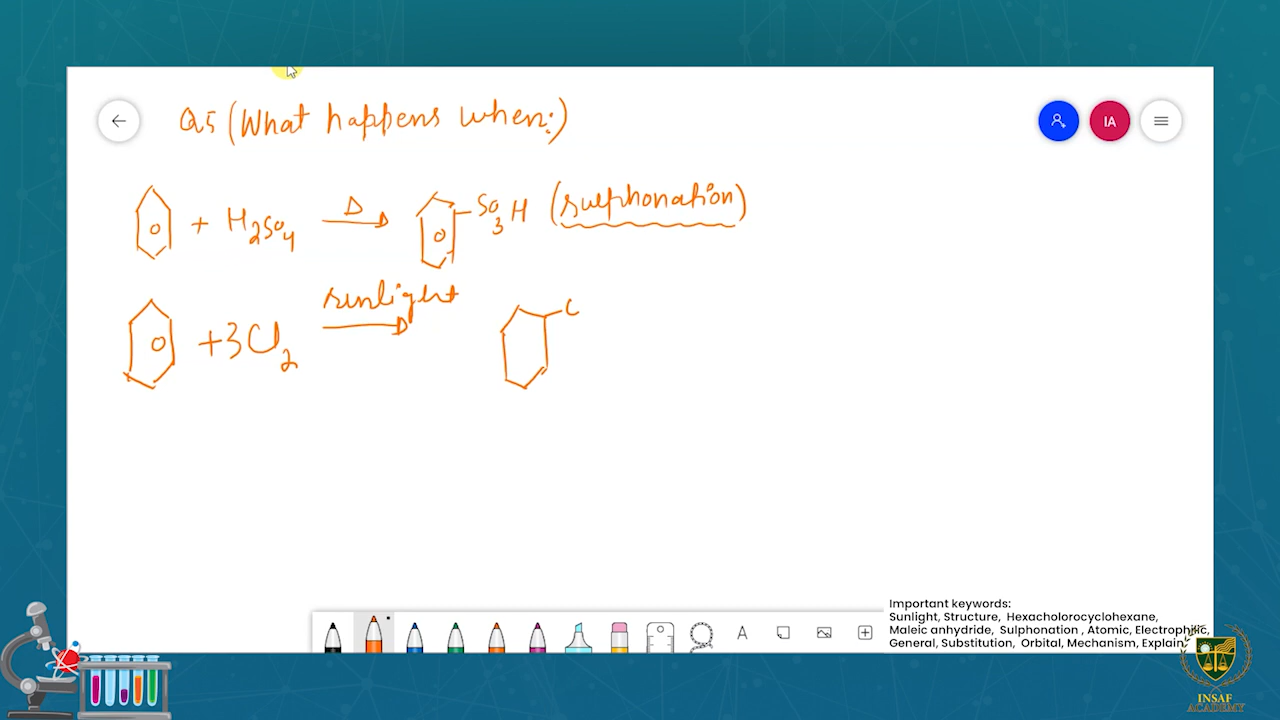 Q5 (What happens when:)
IA
+ H2SO4 Δ SO3H (sulphonation)
sunlight
+3Cl2 C
A
Important keywords:
Sunlight, Structure, Hexacholorocyclohexane,
Maleic anhydride, Sulphonation , Atomic, Electrophilic,
General, Substitution, Orbital, Mechanism, Explain
INSAF
ACADEMY